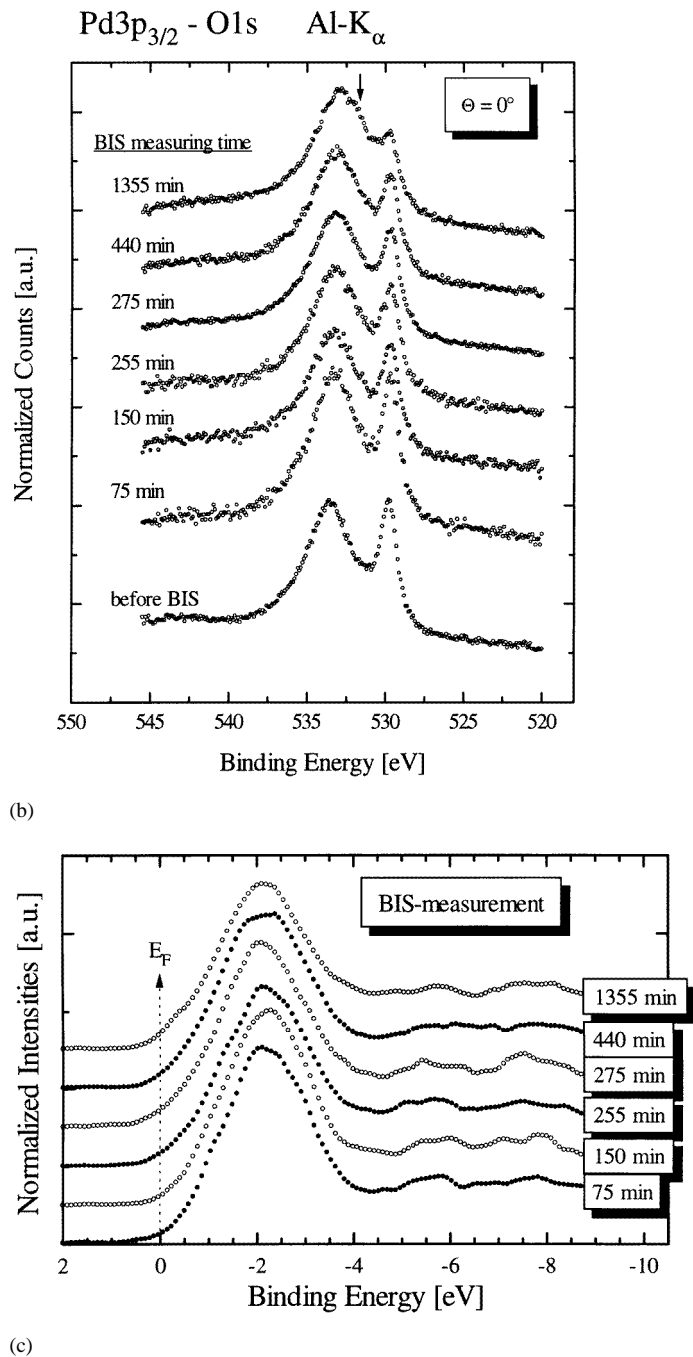 Pd3p3/2 - O1s Al-Kα
Θ = 0°
BIS measuring time
1355 min
440 min
275 min
255 min
150 min
75 min
before BIS
Normalized Counts [a.u.]
550 545 540 535 530 525 520
Binding Energy [eV]
(b)
BIS-measurement
EF
1355 min
440 min
275 min
255 min
150 min
75 min
Normalized Intensities [a.u.]
2 0 -2 -4 -6 -8 -10
Binding Energy [eV]
(c)